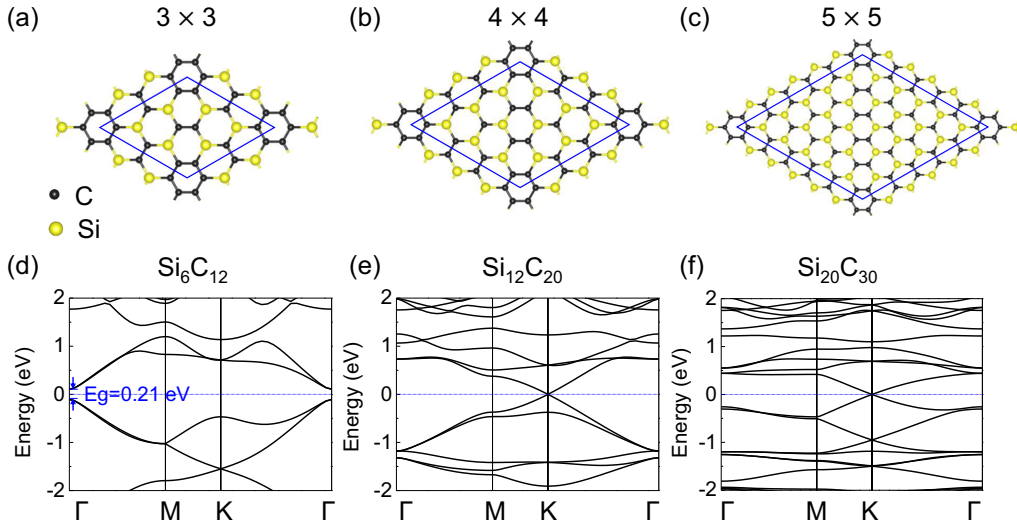 (a) 3 × 3
(b) 4 × 4
(c) 5 × 5
C
Si
(d) Si₆C₁₂
(e) Si₁₂C₂₀
(f) Si₂₀C₃₀
Energy (eV)
2
1
0
-1
-2
Eg=0.21 eV
Γ M K Γ
Energy (eV)
2
1
0
-1
-2
Γ M K Γ
Energy (eV)
2
1
0
-1
-2
Γ M K Γ